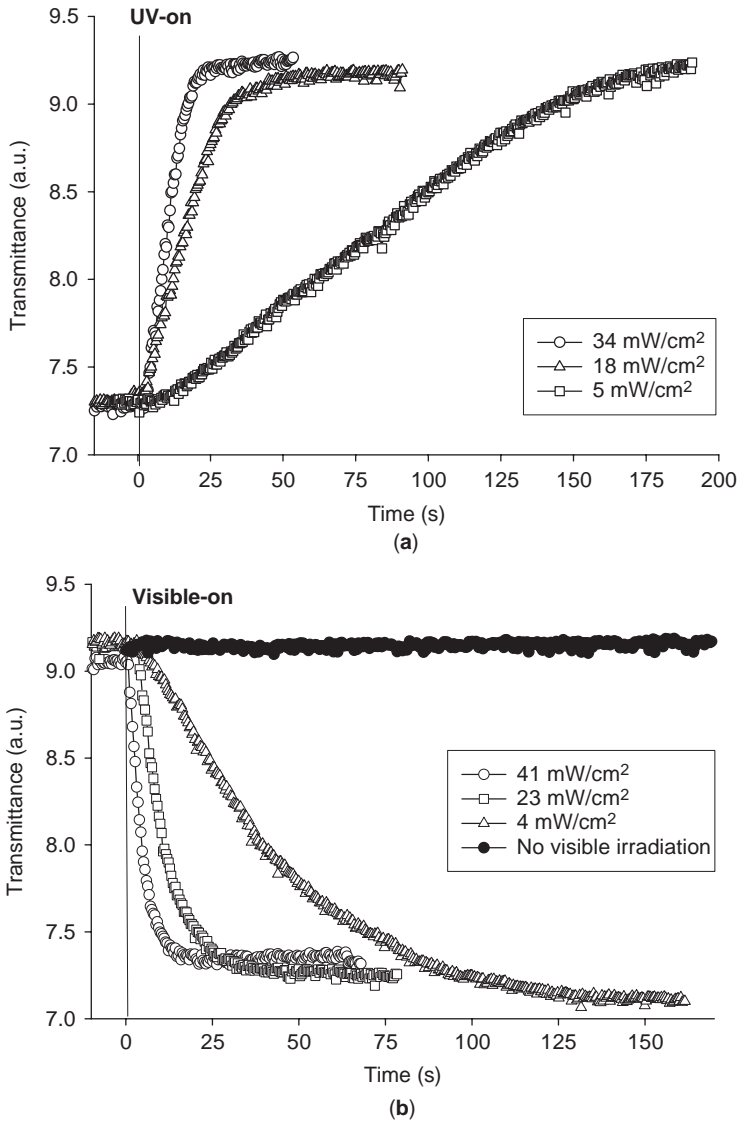 UV-on
9.5
9.0
8.5
8.0
7.5
7.0
Transmittance (a.u.)
34 mW/cm²
18 mW/cm²
5 mW/cm²
0 25 50 75 100 125 150 175 200
Time (s)
(a)
Visible-on
9.5
9.0
8.5
8.0
7.5
7.0
Transmittance (a.u.)
41 mW/cm²
23 mW/cm²
4 mW/cm²
No visible irradiation
0 25 50 75 100 125 150
Time (s)
(b)